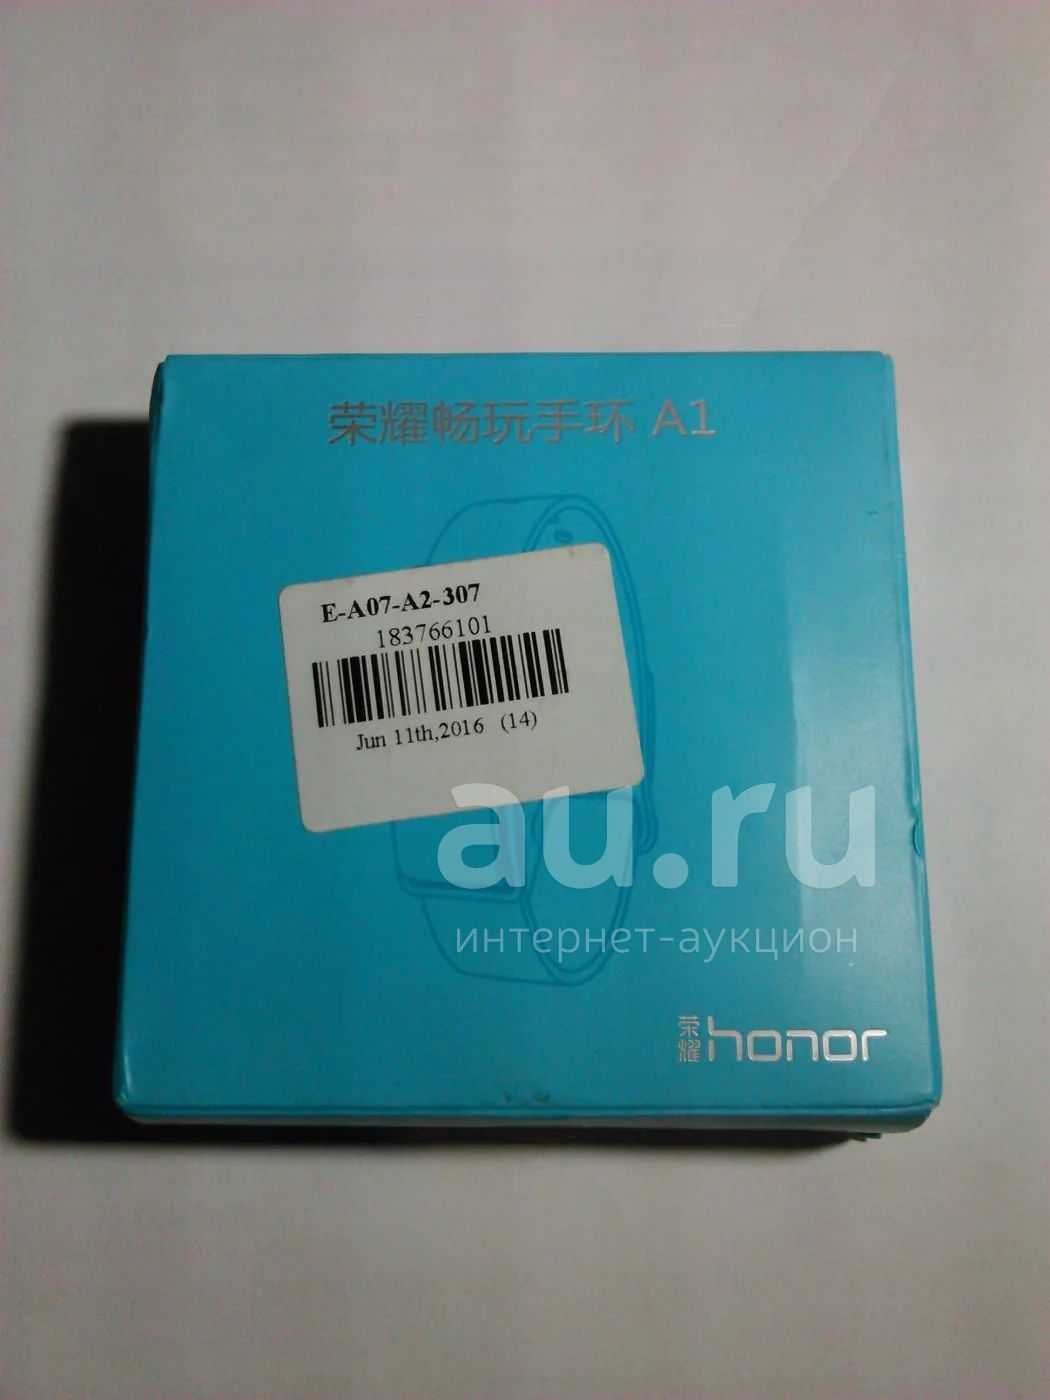 荣耀畅玩手环 A1
E-A07-A2-307
183766101
Jun 11th,2016 (14)
au.ru
интернет-аукцион
荣耀 honor